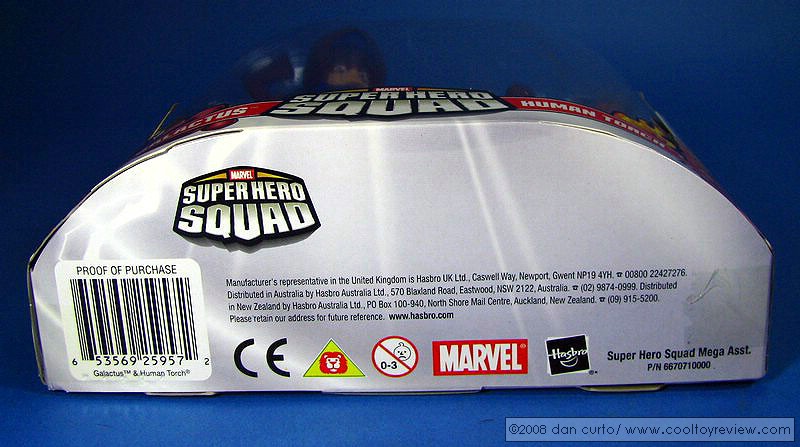 MARVEL
SUPER HERO
SQUAD
GALACTUS
HUMAN TORCH
MARVEL
SUPER HERO
SQUAD
PROOF OF PURCHASE
6 53569 25957 2
Galactus™ & Human Torch®
Manufacturer's representative in the United Kingdom is Hasbro UK Ltd., Caswell Way, Newport, Gwent NP19 4YH. ☎ 00800 22427276.
Distributed in Australia by Hasbro Australia Ltd., 570 Blaxland Road, Eastwood, NSW 2122, Australia. ☎ (02) 9874-0999. Distributed
in New Zealand by Hasbro Australia Ltd., PO Box 100-940, North Shore Mail Centre, Auckland, New Zealand. ☎ (09) 915-5200.
Please retain our address for future reference. www.hasbro.com
CE
0-3
MARVEL
Hasbro
Super Hero Squad Mega Asst.
P/N 6670710000
©2008 dan curto/ www.cooltoyreview.com